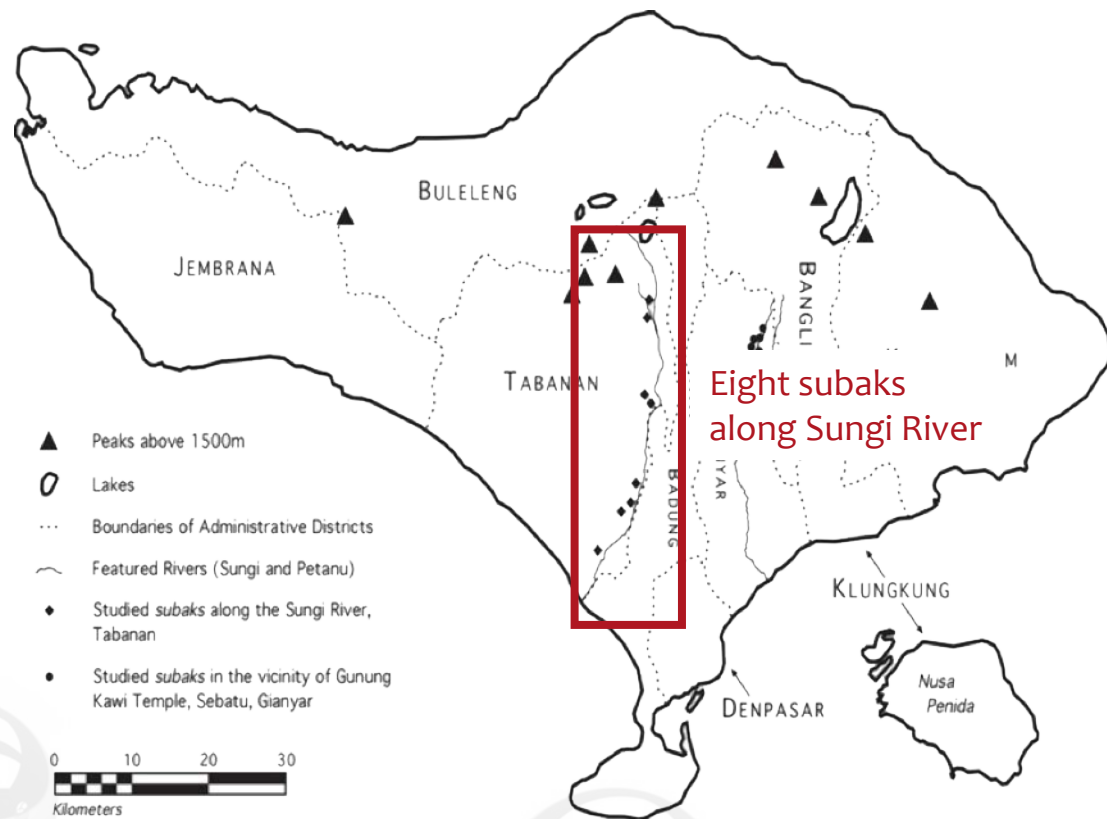 BULELENG
JEMBRANA
BANGLI
M
TABANAN
Eight subaks
along Sungi River
IYAR
BADUNG
Peaks above 1500m
Lakes
Boundaries of Administrative Districts
Featured Rivers (Sungi and Petanu)
Studied subaks along the Sungi River,
Tabanan
Studied subaks in the vicinity of Gunung
Kawi Temple, Sebatu, Gianyar
KLUNGKUNG
Nusa
Penida
DENPASAR
0 10 20 30
Kilometers